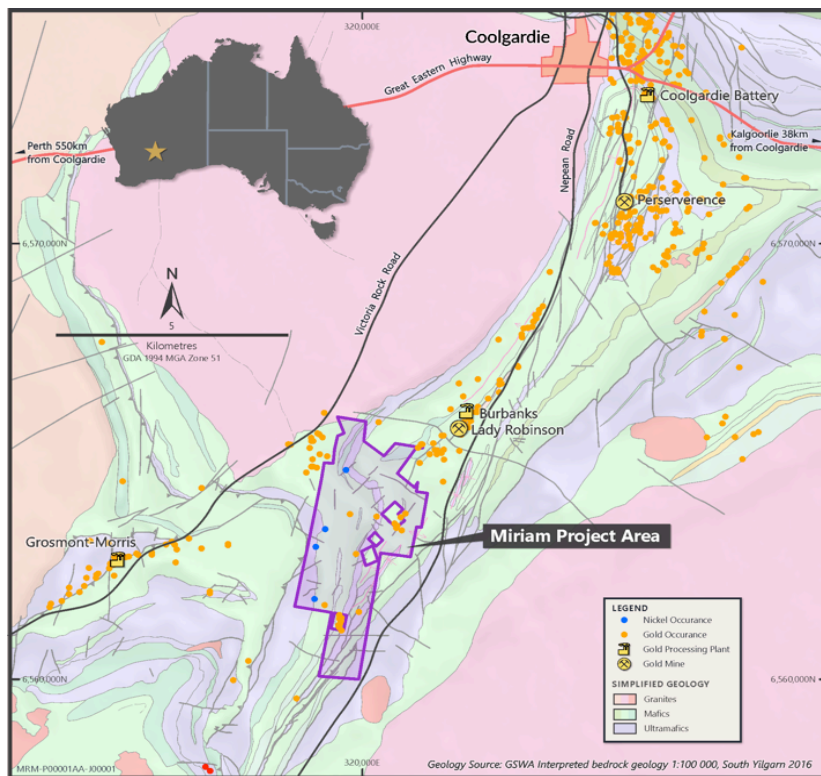 320,000E
Coolgardie
Great Eastern Highway
Coolgardie Battery
Perth 550km
from Coolgardie
Kalgoorlie 38km
from Coolgardie
Nepean Road
Perserverence
6,570,000N
6,570,000N
N
Victoria Rock Road
5
Kilometres
GDA 1994 MGA Zone 51
Burbanks
Lady Robinson
Miriam Project Area
Grosmont-Morris
LEGEND
Nickel Occurance
Gold Occurance
Gold Processing Plant
Gold Mine
SIMPLIFIED GEOLOGY
Granites
Mafics
Ultramafics
6,560,000N
6,560,000N
MRM-P00001AA-J00001
320,000E
Geology Source: GSWA Interpreted bedrock geology 1:100 000, South Yilgarn 2016